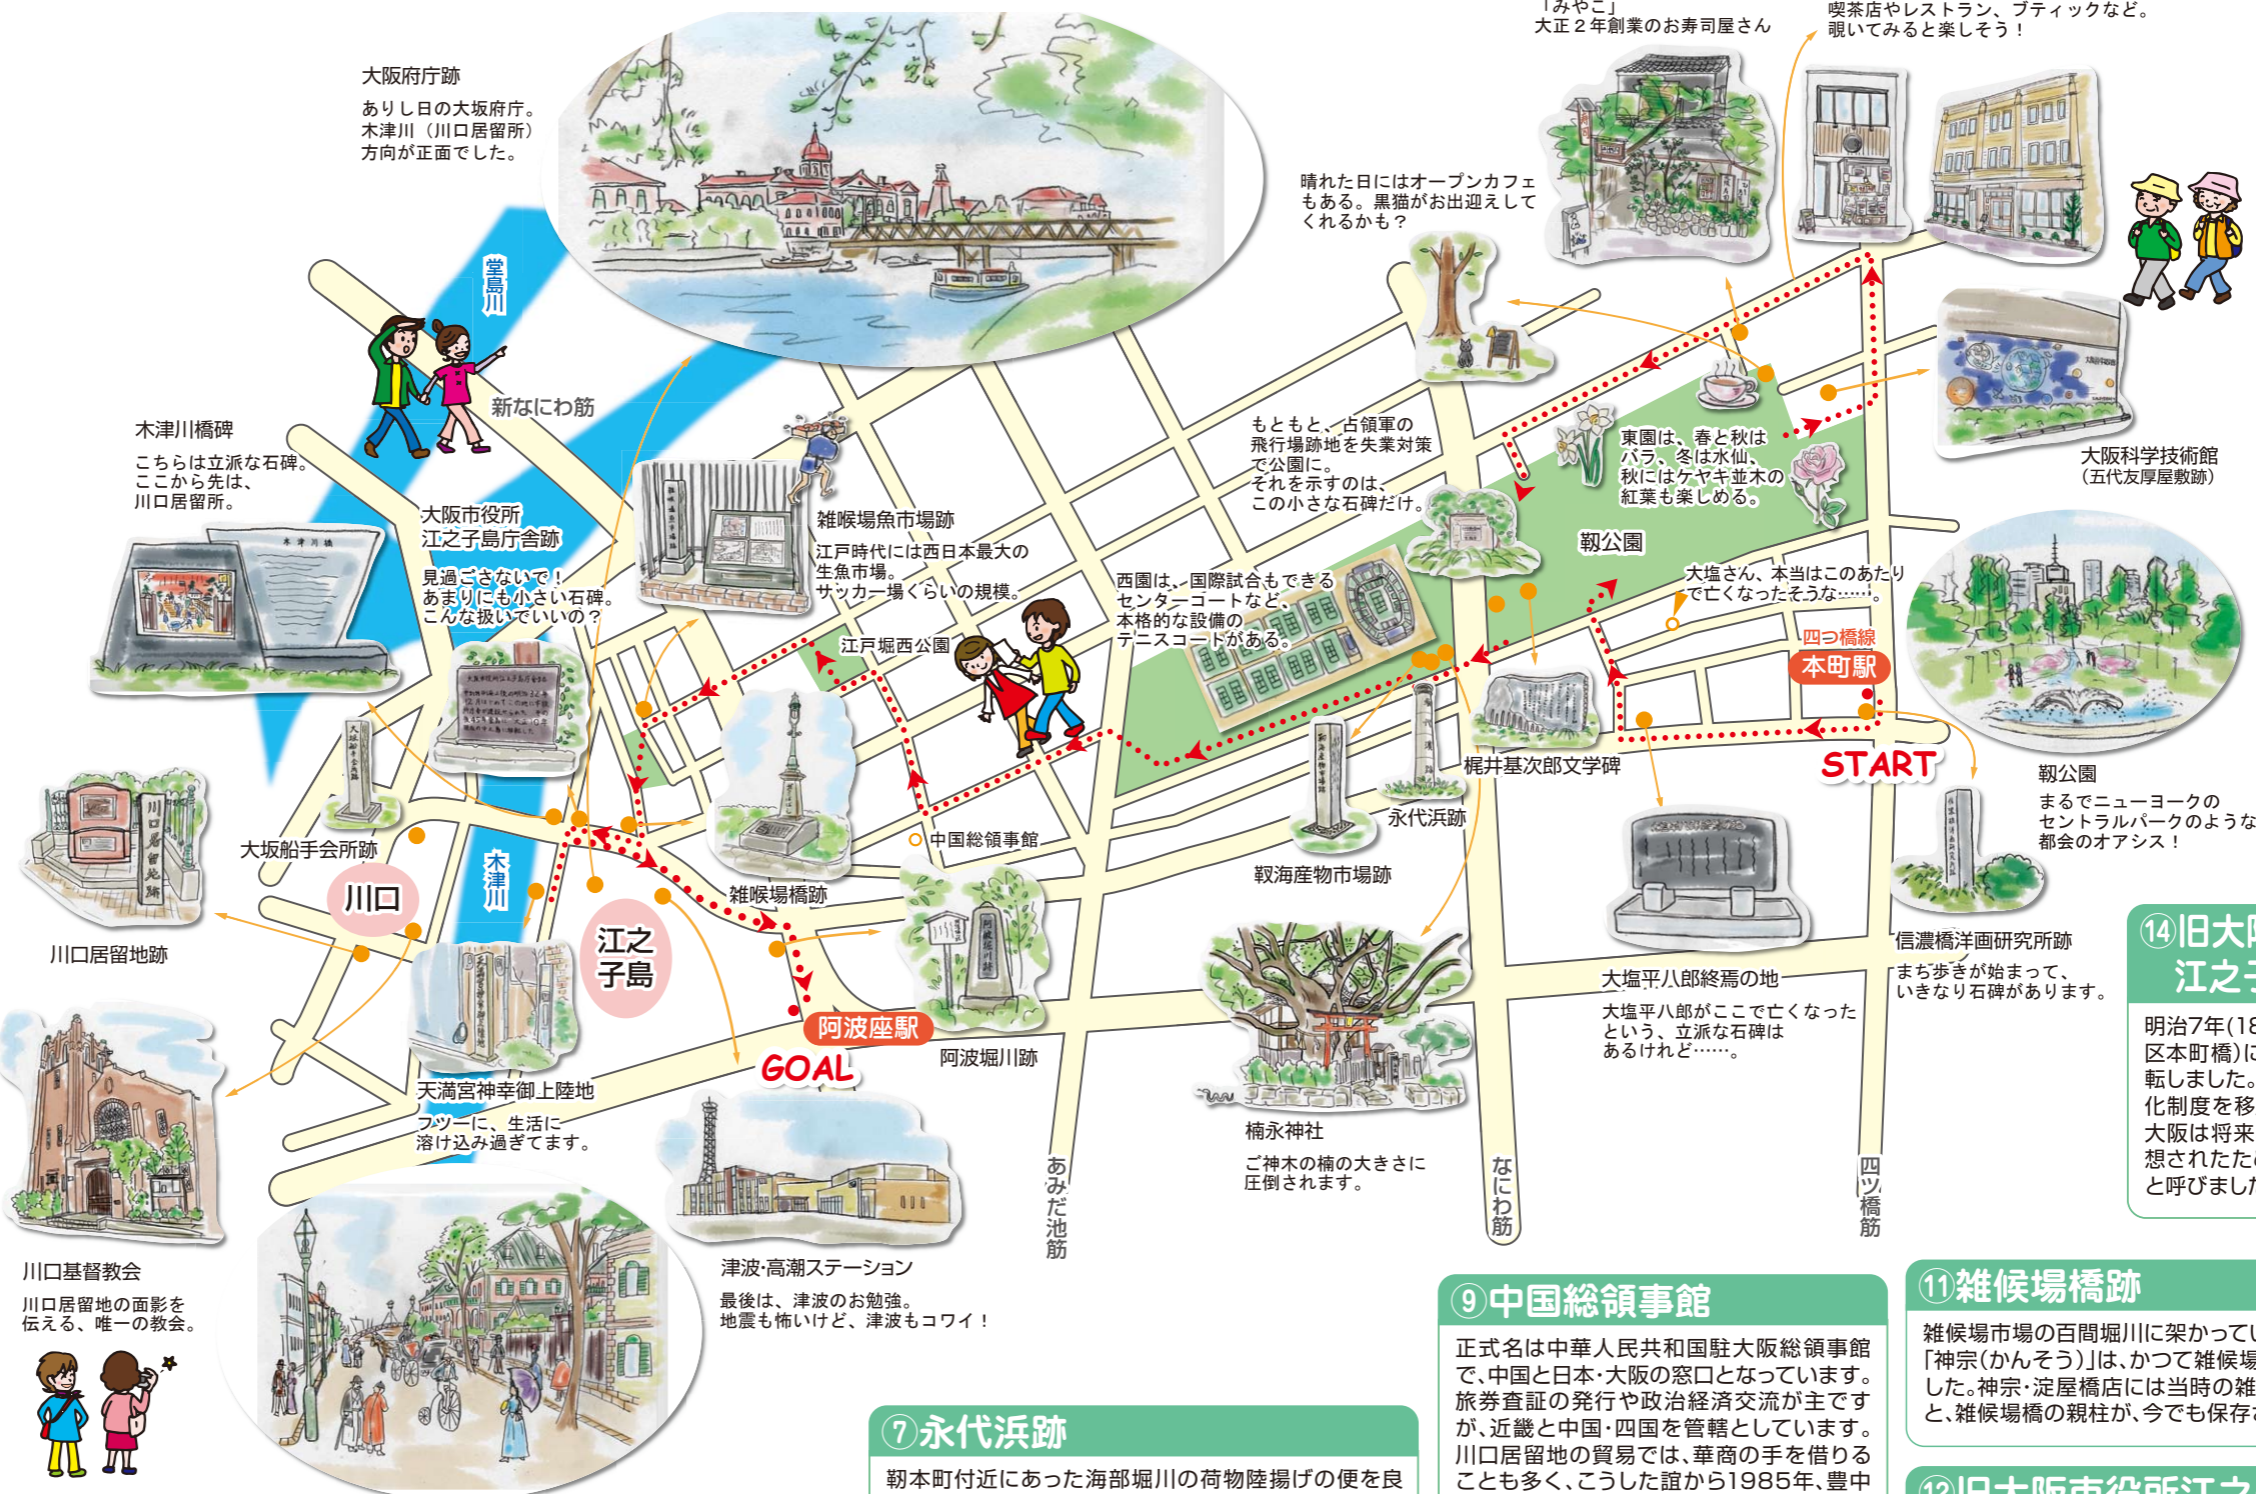 「みやこ」
大正２年創業のお寿司屋さん
喫茶店やレストラン、ブティックなど。
覗いてみると楽しそう！
大阪府庁跡
ありし日の大坂府庁。
木津川（川口居留所）
方向が正面でした。
晴れた日にはオープンカフェ
もある。黒猫がお出迎えして
くれるかも？
堂島川
新なにわ筋
木津川橋碑
こちらは立派な石碑。
ここから先は、
川口居留所。
木津川橋
大阪市役所
江之子島庁舎跡
見過ごさないで！
あまりにも小さい石碑。
こんな扱いでいいの？
雑喉場魚市場跡
江戸時代には西日本最大の
生魚市場。
サッカー場くらいの規模。
もともと、占領軍の
飛行場跡地を失業対策
で公園に。
それを示すのは、
この小さな石碑だけ。
東園は、春と秋は
バラ、冬は水仙、
秋にはケヤキ並木の
紅葉も楽しめる。
大阪科学技術館
（五代友厚屋敷跡）
靱公園
西園は、国際試合もできる
センターコートなど、
本格的な設備の
テニスコートがある。
江戸堀西公園
大塩さん、本当はこのあたり
で亡くなったそうな……。
四つ橋線
本町駅
START
靱公園
まるでニューヨークの
セントラルパークのような
都会のオアシス！
梶井基次郎文学碑
永代浜跡
靱海産物市場跡
中国総領事館
雑喉場橋跡
大坂船手会所跡
川口
木津川
江之
子島
川口居留地跡
川口居留地跡
阿波堀川跡
阿波座駅
GOAL
阿波堀川跡
天満宮神幸御上陸地
フツーに、生活に
溶け込み過ぎてます。
大塩平八郎終焉の地
大塩平八郎がここで亡くなった
という、立派な石碑は
あるけれど……。
信濃橋洋画研究所跡
まち歩きが始まって、
いきなり石碑があります。
楠永神社
ご神木の楠の大きさに
圧倒されます。
あみだ池筋
なにわ筋
四ツ橋筋
川口基督教会
川口居留地の面影を
伝える、唯一の教会。
津波・高潮ステーション
最後は、津波のお勉強。
地震も怖いけど、津波もコワイ！
⑭旧大阪
江之子
明治7年(18
区本町橋)に
転しました。
化制度を移
大阪は将来
想されたため
と呼びました
⑨中国総領事館
正式名は中華人民共和国駐大阪総領事館
で、中国と日本・大阪の窓口となっています。
旅券査証の発行や政治経済交流が主です
が、近畿と中国・四国を管轄としています。
川口居留地の貿易では、華商の手を借りる
ことも多く、こうした誼から1985年、豊中
⑪雑候場橋跡
雑候場市場の百間堀川に架かってい
「神宗(かんそう)」は、かつて雑候場
した。神宗・淀屋橋店には当時の雑
と、雑候場橋の親柱が、今でも保存さ
⑦永代浜跡
靱本町付近にあった海部堀川の荷物陸揚げの便を良
⑫旧大阪市役所江之